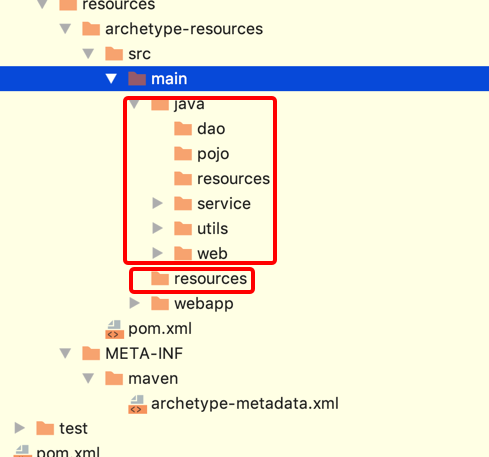 resources
archetype-resources
src
main
java
dao
pojo
resources
service
utils
web
resources
webapp
pom.xml
META-INF
maven
archetype-metadata.xml
test
pom.xml